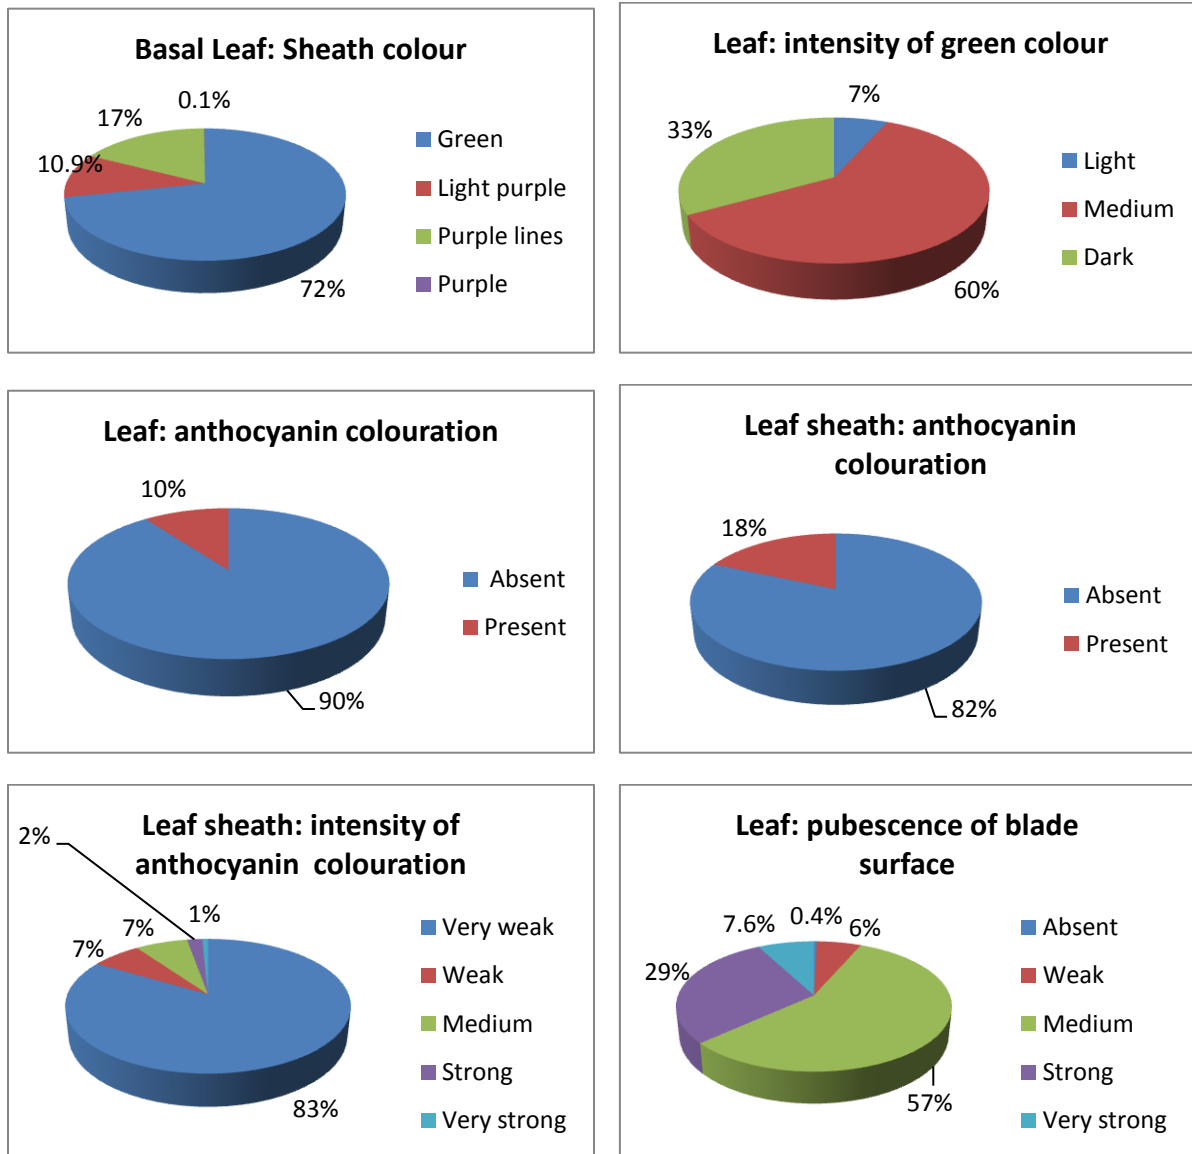 Basal Leaf: Sheath colour
0.1%
17%
10.9%
72%
Green
Light purple
Purple lines
Purple
Leaf: intensity of green colour
7%
33%
60%
Light
Medium
Dark
Leaf: anthocyanin colouration
10%
90%
Absent
Present
Leaf sheath: anthocyanin
colouration
18%
82%
Absent
Present
Leaf sheath: intensity of
anthocyanin colouration
2%
1%
7%
7%
83%
Very weak
Weak
Medium
Strong
Very strong
Leaf: pubescence of blade
surface
0.4%
7.6%
6%
29%
57%
Absent
Weak
Medium
Strong
Very strong